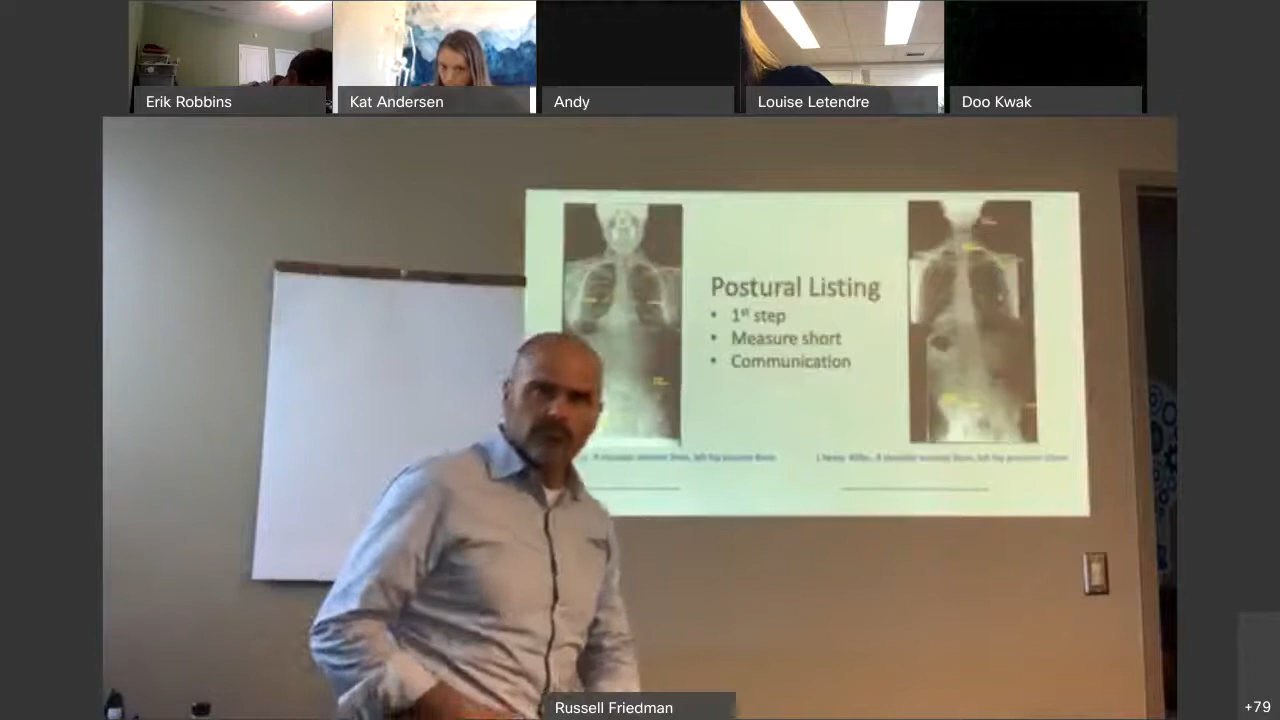 Erik Robbins
Kat Andersen
Andy
Louise Letendre
Doo Kwak
Postural Listing
• 1st step
• Measure short
• Communication
Russell Friedman
+79